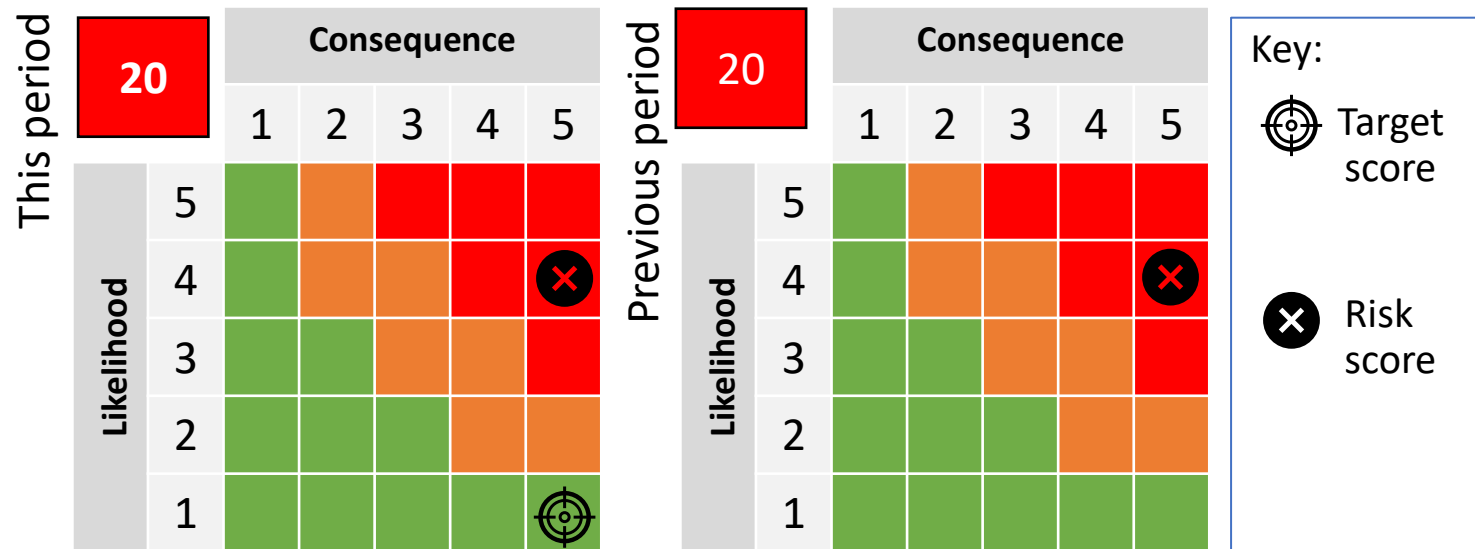 This period
20
Consequence
1 2 3 4 5
Likelihood
5
4
3
2
1
Previous period
20
Consequence
1 2 3 4 5
Likelihood
5
4
3
2
1
Key:
Target
score
Risk
score